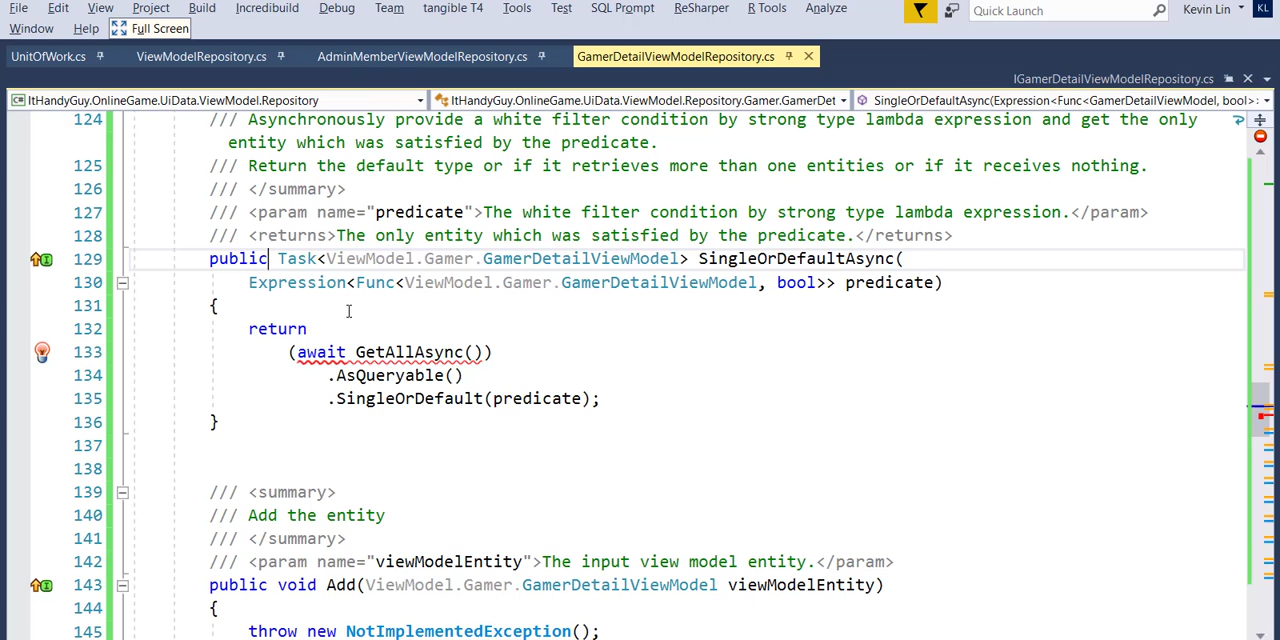 File Edit View Project Build Incredibuild Debug Team tangible T4 Tools Test SQL Prompt ReSharper R Tools Analyze Quick Launch Kevin Lin KL
Window Help Full Screen
UnitOfWork.cs ViewModelRepository.cs AdminMemberViewModelRepository.cs GamerDetailViewModelRepository.cs
IGamerDetailViewModelRepository.cs
ItHandyGuy.OnlineGame.UiData.ViewModel.Repository ItHandyGuy.OnlineGame.UiData.ViewModel.Repository.Gamer.GamerDet SingleOrDefaultAsync(Expression<Func<GamerDetailViewModel, bool>:
124 /// Asynchronously provide a white filter condition by strong type lambda expression and get the only
entity which was satisfied by the predicate.
125 /// Return the default type or if it retrieves more than one entities or if it receives nothing.
126 /// </summary>
127 /// <param name="predicate">The white filter condition by strong type lambda expression.</param>
128 /// <returns>The only entity which was satisfied by the predicate.</returns>
129 public Task<ViewModel.Gamer.GamerDetailViewModel> SingleOrDefaultAsync(
130 Expression<Func<ViewModel.Gamer.GamerDetailViewModel, bool>> predicate)
131 {
132 return
133 (await GetAllAsync())
134 .AsQueryable()
135 .SingleOrDefault(predicate);
136 }
137
138
139 /// <summary>
140 /// Add the entity
141 /// </summary>
142 /// <param name="viewModelEntity">The input view model entity.</param>
143 public void Add(ViewModel.Gamer.GamerDetailViewModel viewModelEntity)
144 {
145 throw new NotImplementedException();